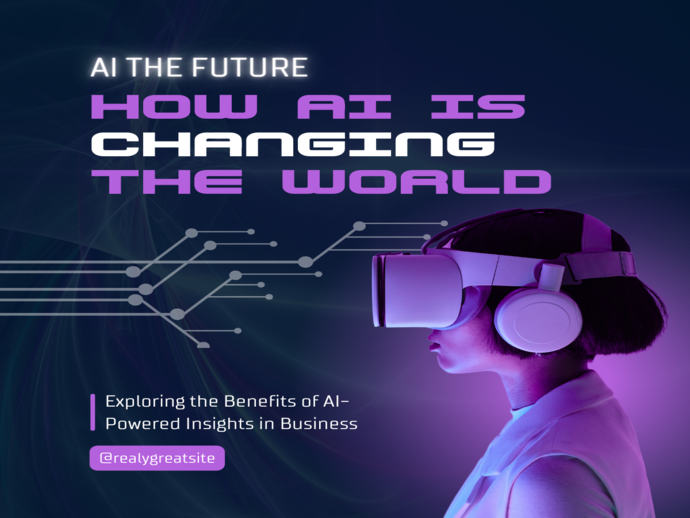 AI THE FUTURE
HOW AI IS
CHANGING
THE WORLD
Exploring the Benefits of AI-
Powered Insights in Business
@realygreatsite